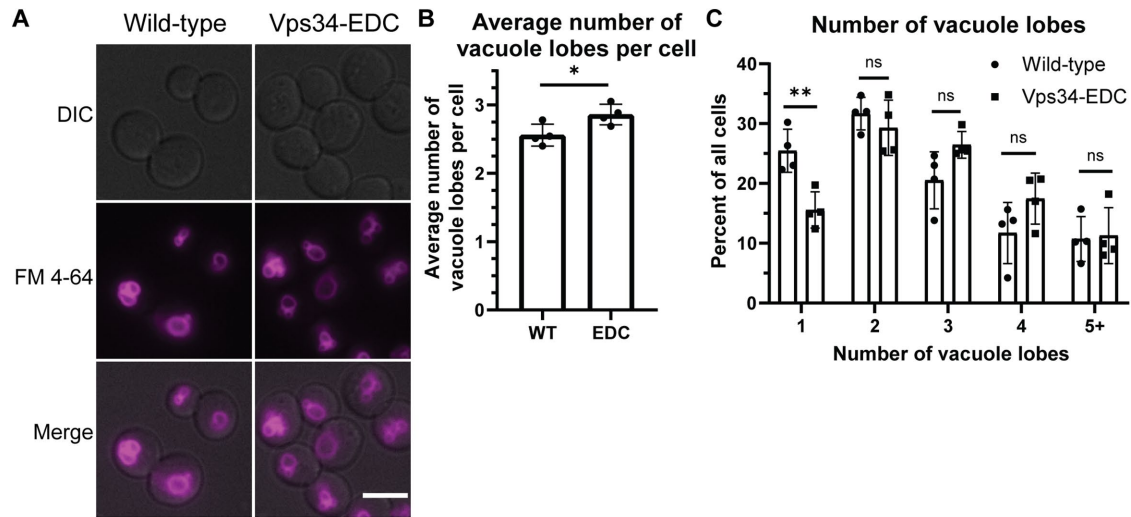 A
Wild-type
Vps34-EDC
DIC
FM 4-64
Merge
B
Average number of
vacuole lobes per cell
Average number of
vacuole lobes per cell
3
2
1
0
*
WT
EDC
C
Number of vacuole lobes
Percent of all cells
40
30
20
10
0
**
ns
ns
ns
ns
Wild-type
Vps34-EDC
1
2
3
4
5+
Number of vacuole lobes